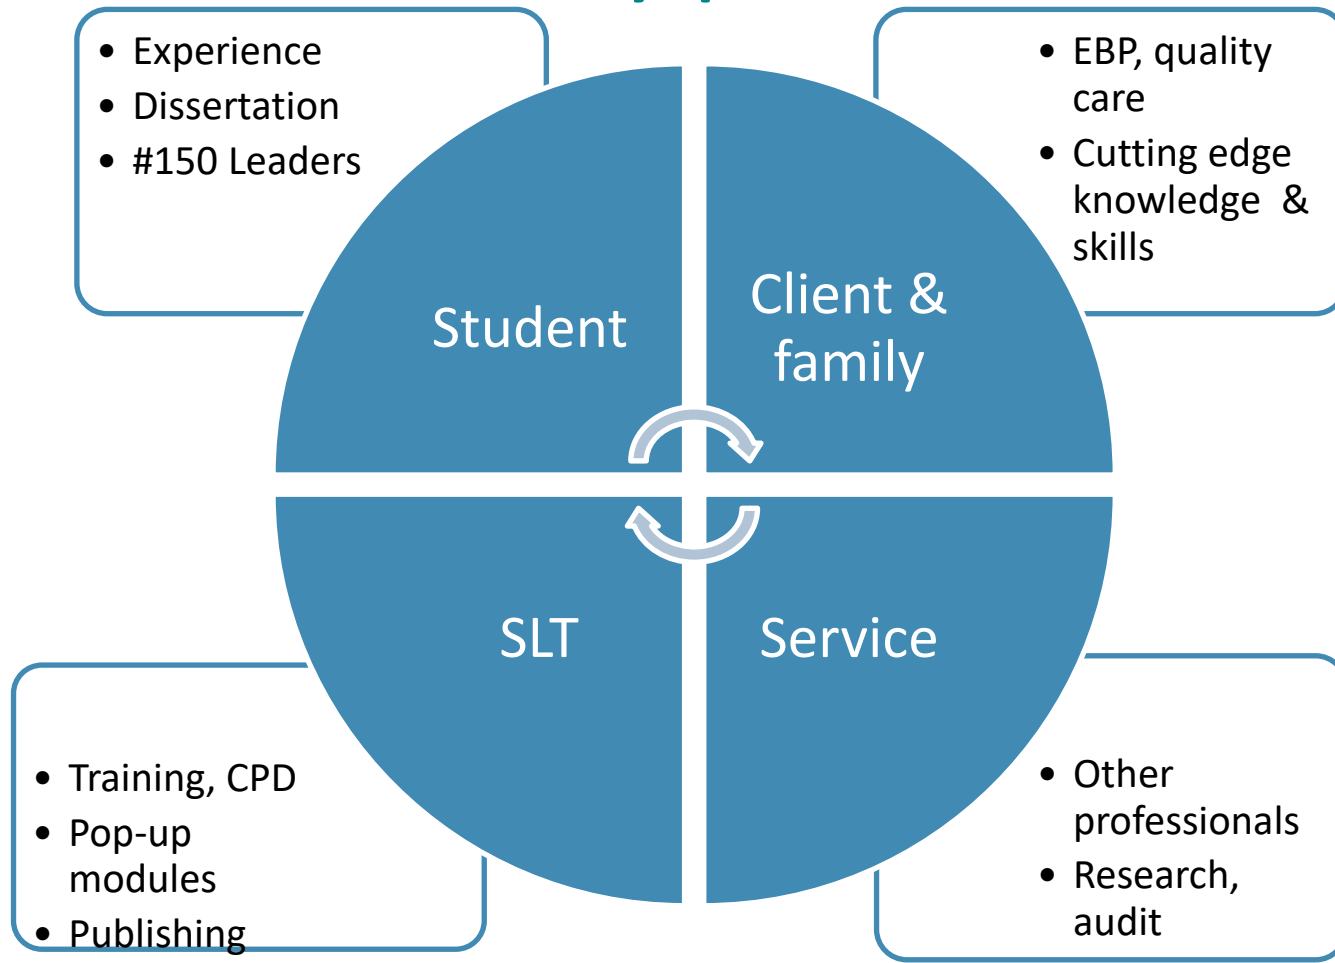 • Experience
• Dissertation
• #150 Leaders
• EBP, quality
care
• Cutting edge
knowledge &
skills
Student
Client &
family
SLT
Service
• Training, CPD
• Pop-up
modules
• Publishing
• Other
professionals
• Research,
audit